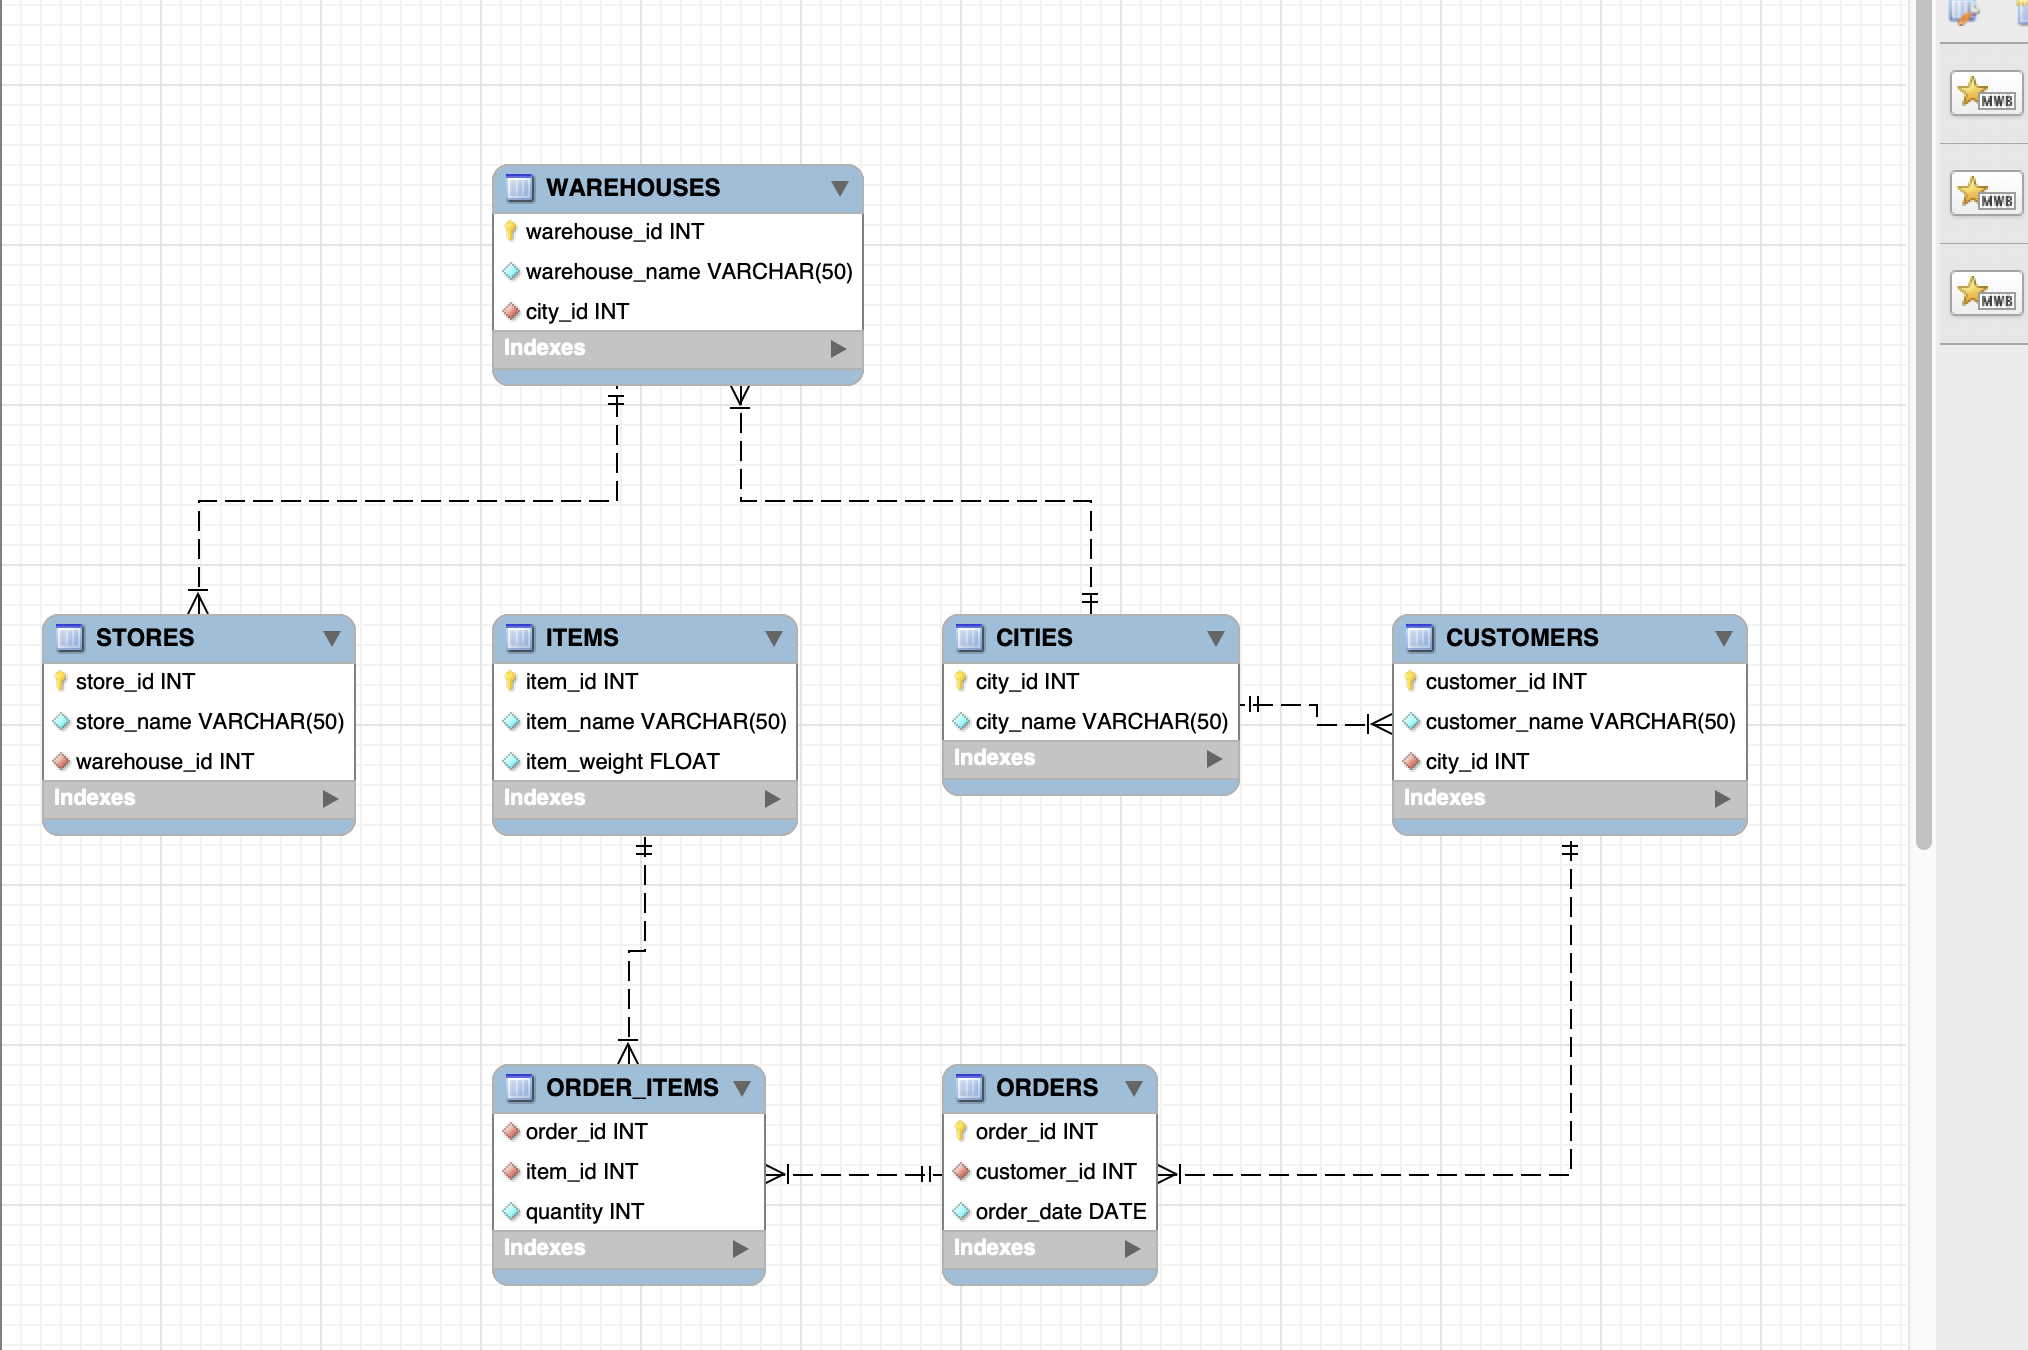 WAREHOUSES
warehouse_id INT
warehouse_name VARCHAR(50)
city_id INT
Indexes
STORES
store_id INT
store_name VARCHAR(50)
warehouse_id INT
Indexes
ITEMS
item_id INT
item_name VARCHAR(50)
item_weight FLOAT
Indexes
CITIES
city_id INT
city_name VARCHAR(50)
Indexes
CUSTOMERS
customer_id INT
customer_name VARCHAR(50)
city_id INT
Indexes
ORDER_ITEMS
order_id INT
item_id INT
quantity INT
Indexes
ORDERS
order_id INT
customer_id INT
order_date DATE
Indexes
MWB
MWB
MWB